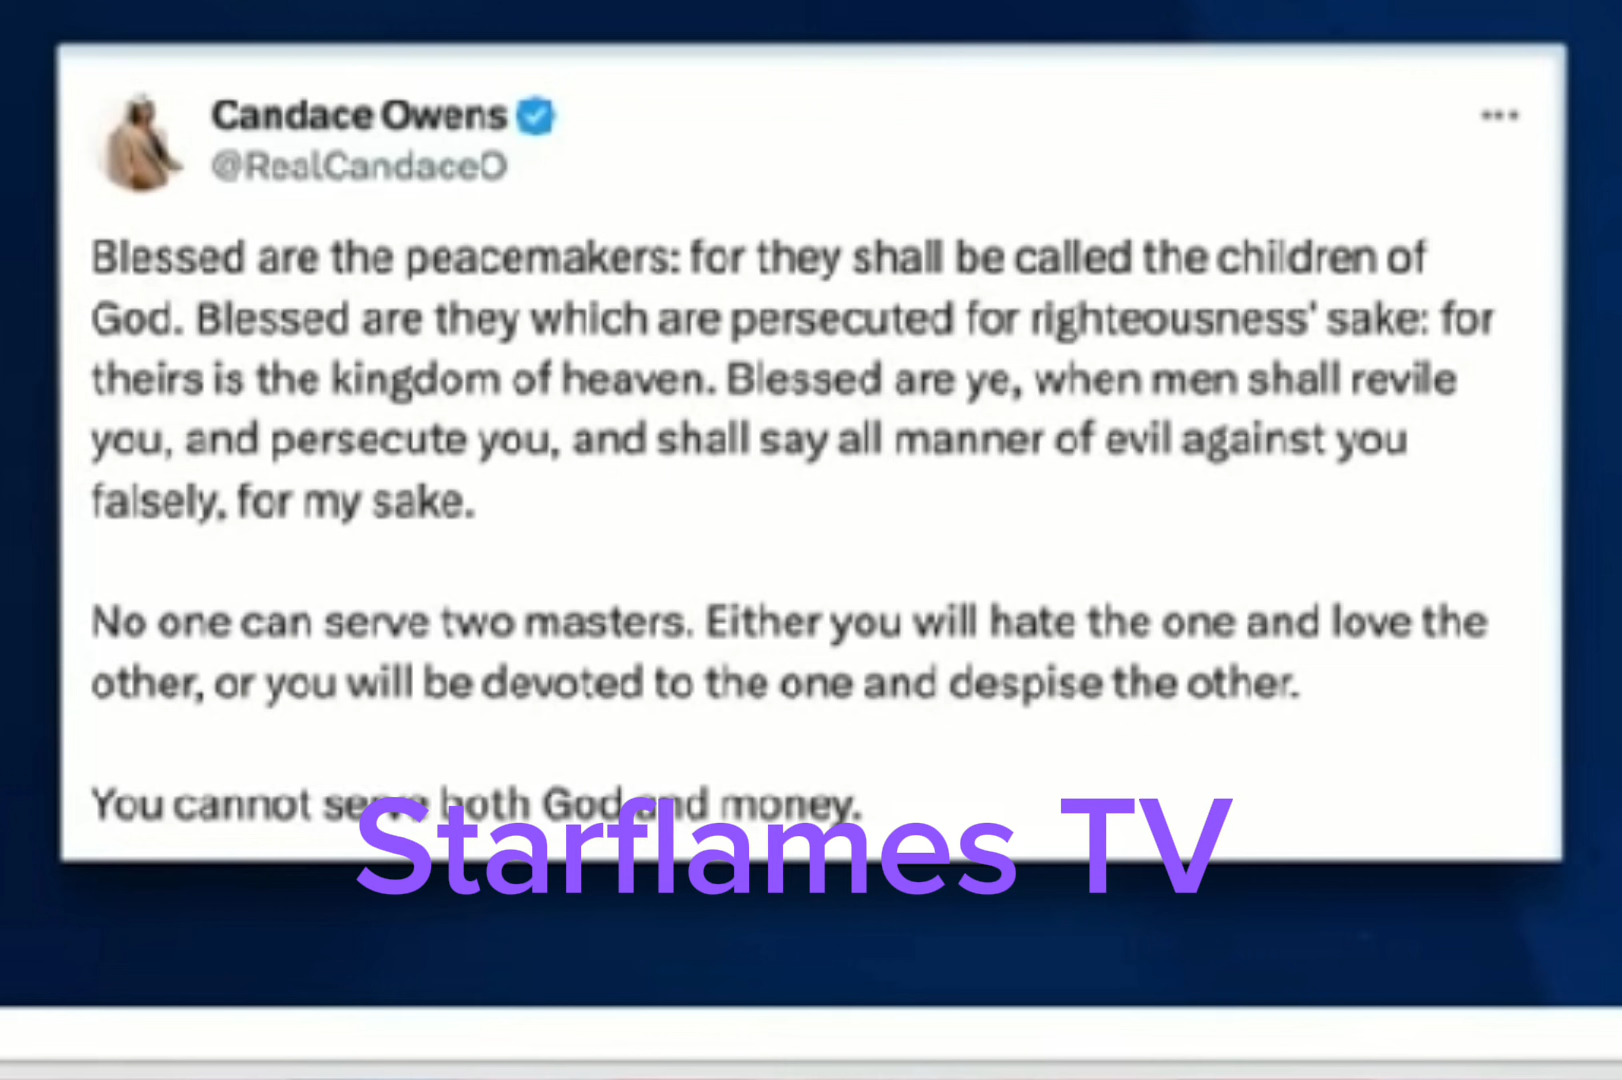 Candace Owens
@RealCandaceO
Blessed are the peacemakers: for they shall be called the children of
God. Blessed are they which are persecuted for righteousness' sake: for
theirs is the kingdom of heaven. Blessed are ye, when men shall revile
you, and persecute you, and shall say all manner of evil against you
falsely, for my sake.
No one can serve two masters. Either you will hate the one and love the
other, or you will be devoted to the one and despise the other.
You cannot serve both God and money.
Starflames TV